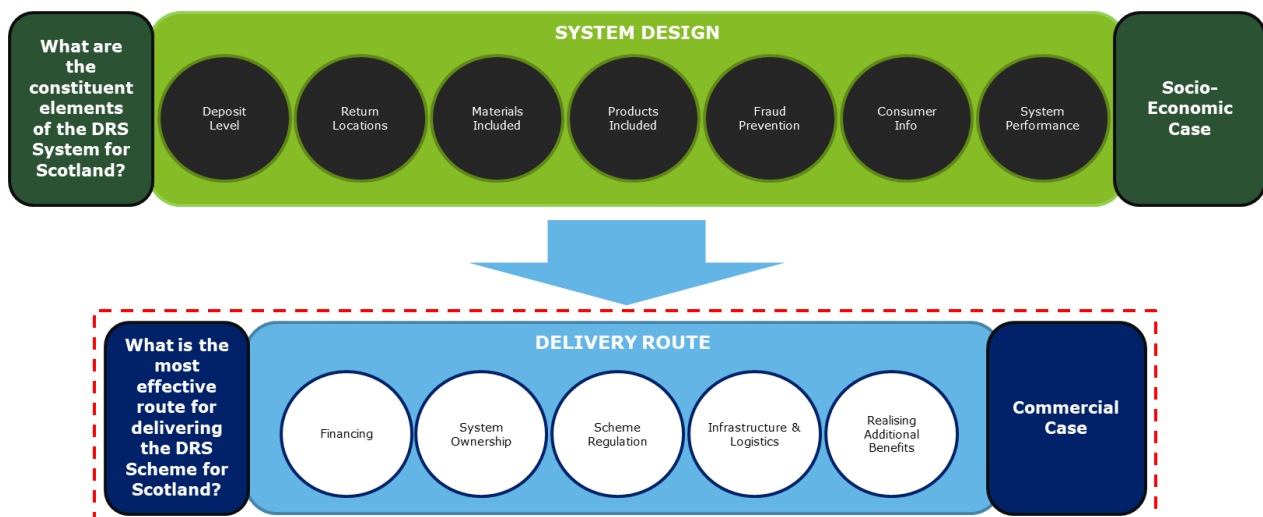 What are
the
constituent
elements
of the DRS
System for
Scotland?
SYSTEM DESIGN
Deposit
Level
Return
Locations
Materials
Included
Products
Included
Fraud
Prevention
Consumer
Info
System
Performance
Socio-
Economic
Case
What is the
most
effective
route for
delivering
the DRS
Scheme for
Scotland?
DELIVERY ROUTE
Financing
System
Ownership
Scheme
Regulation
Infrastructure &
Logistics
Realising
Additional
Benefits
Commercial
Case